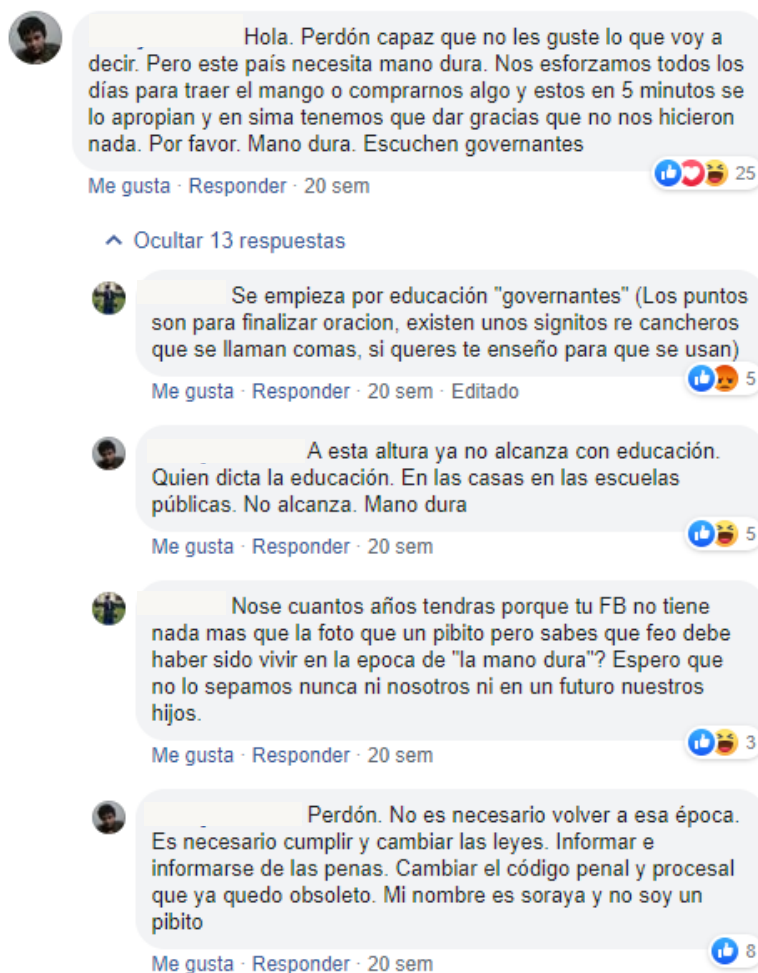 Hola. Perdón capaz que no les guste lo que voy a
decir. Pero este país necesita mano dura. Nos esforzamos todos los
días para traer el mango o comprarnos algo y estos en 5 minutos se
lo apropian y en sima tenemos que dar gracias que no nos hicieron
nada. Por favor. Mano dura. Escuchen governantes
25
Me gusta · Responder · 20 sem
Ocultar 13 respuestas
Se empieza por educación "governantes" (Los puntos
son para finalizar oracion, existen unos signitos re cancheros
que se llaman comas, si queres te enseño para que se usan)
5
Me gusta · Responder · 20 sem · Editado
A esta altura ya no alcanza con educación.
Quien dicta la educación. En las casas en las escuelas
públicas. No alcanza. Mano dura
5
Me gusta · Responder · 20 sem
Nose cuantos años tendras porque tu FB no tiene
nada mas que la foto que un pibito pero sabes que feo debe
haber sido vivir en la epoca de "la mano dura"? Espero que
no lo sepamos nunca ni nosotros ni en un futuro nuestros
hijos.
3
Me gusta · Responder · 20 sem
Perdón. No es necesario volver a esa época.
Es necesario cumplir y cambiar las leyes. Informar e
informarse de las penas. Cambiar el código penal y procesal
que ya quedo obsoleto. Mi nombre es soraya y no soy un
pibito
8
Me gusta · Responder · 20 sem